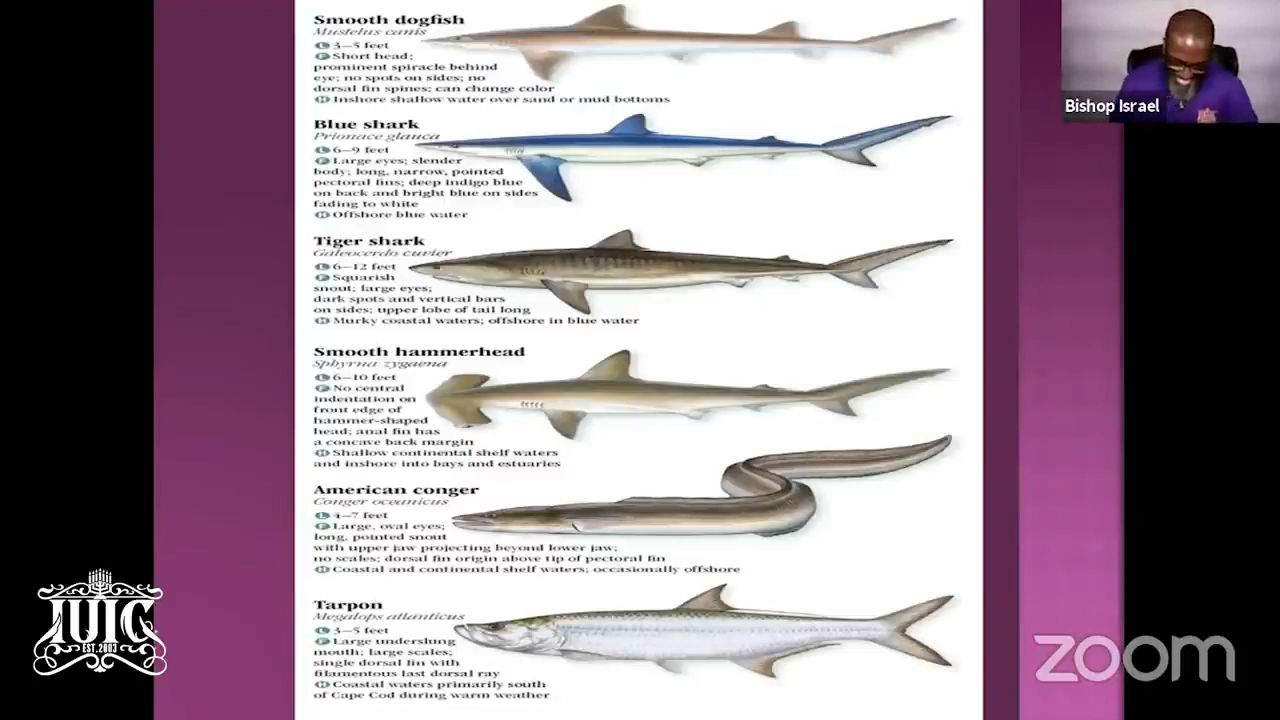 Smooth dogfish
Mustelus canis
L 3–5 feet
F Short head;
prominent spiracle behind
eye; no spots on sides; no
dorsal fin spines; can change color
H Inshore shallow water over sand or mud bottoms
Blue shark
Prionace glauca
L 6–9 feet
F Large eyes; slender
body; long, narrow, pointed
pectoral fins; deep indigo blue
on back and bright blue on sides
fading to white
H Offshore blue water
Tiger shark
Galeocerdo cuvier
L 6–12 feet
F Squarish
snout; large eyes;
dark spots and vertical bars
on sides; upper lobe of tail long
H Murky coastal waters; offshore in blue water
Smooth hammerhead
Sphyrna zygaena
L 6–10 feet
F No central
indentation on
front edge of
hammer-shaped
head; anal fin has
a concave back margin
H Shallow continental shelf waters
and inshore into bays and estuaries
American conger
Conger oceanicus
L 4–7 feet
F Large, oval eyes;
long, pointed snout
with upper jaw projecting beyond lower jaw;
no scales; dorsal fin origin above tip of pectoral fin
H Coastal and continental shelf waters; occasionally offshore
Tarpon
Megalops atlanticus
L 3–5 feet
F Large underslung
mouth; large scales;
single dorsal fin with
filamentous last dorsal ray
H Coastal waters primarily south
of Cape Cod during warm weather
Bishop Israel
IUIC
EST. 2003
zoom